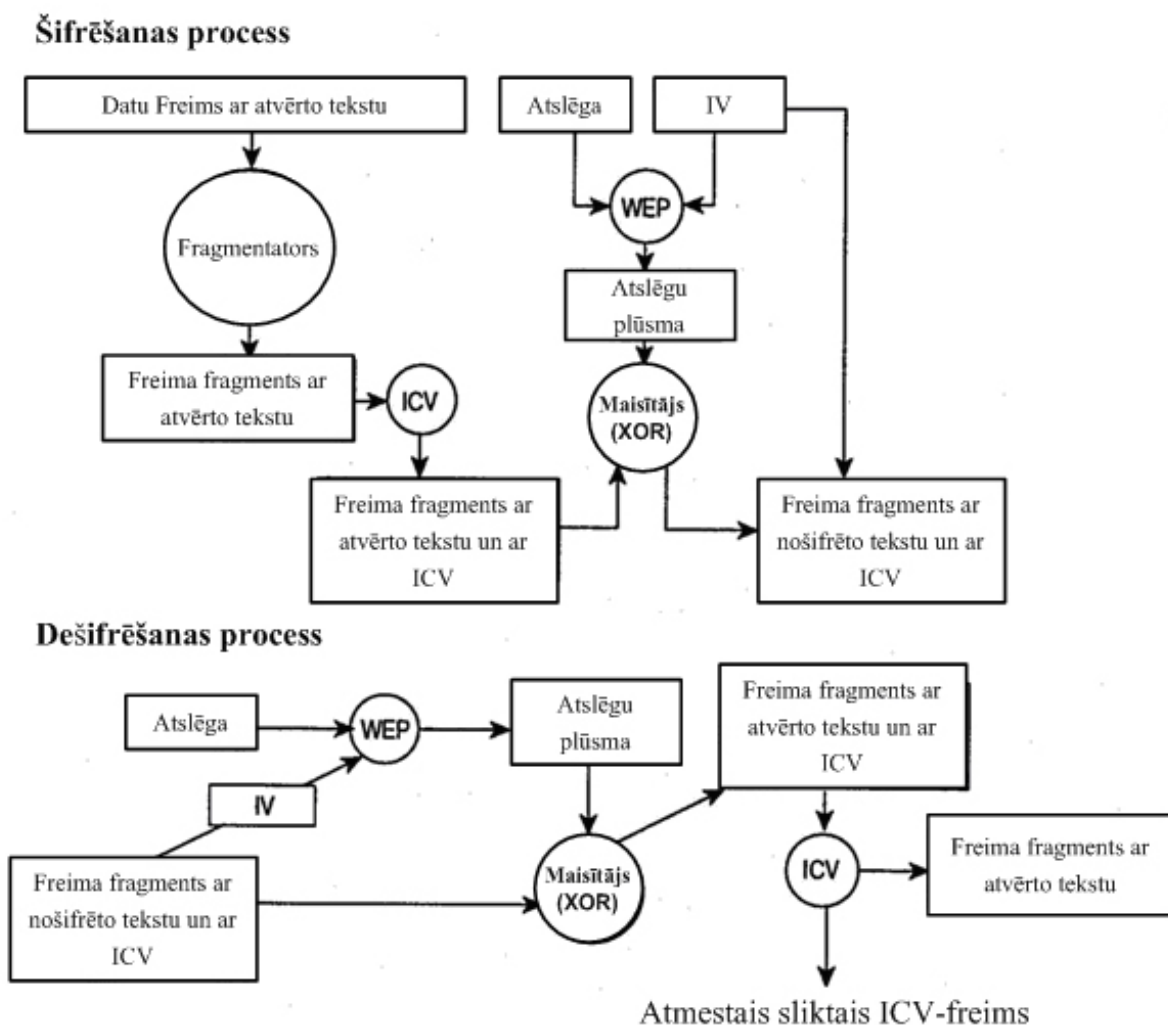 Šifrēšanas process
Datu Freims ar atvērto tekstu
Atslēga
IV
WEP
Fragmentators
Atslēgu
plūsma
Freima fragments ar
atvērto tekstu
ICV
Maisītājs
(XOR)
Freima fragments ar
atvērto tekstu un ar
ICV
Freima fragments ar
nošifrēto tekstu un ar
ICV
Dešifrēšanas process
Atslēga
WEP
Atslēgu
plūsma
Freima fragments ar
atvērto tekstu un ar
ICV
IV
Freima fragments ar
nošifrēto tekstu un ar
ICV
Maisītājs
(XOR)
ICV
Freima fragments ar
atvērto tekstu
Atmestais sliktais ICV-freims